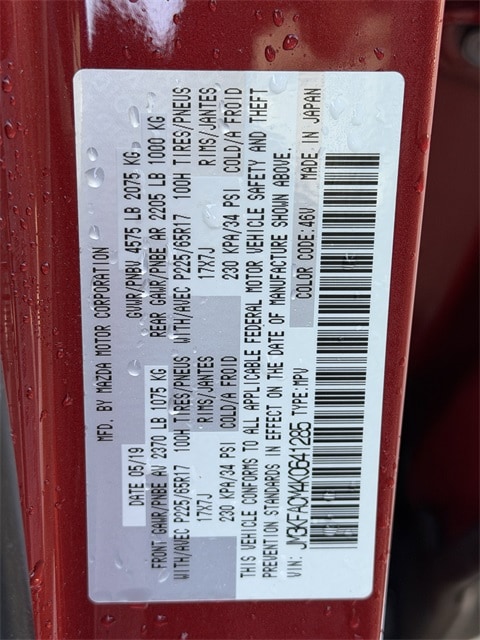 MFD. BY MAZDA MOTOR CORPORATION
DATE 05/19 GVWR/PNBV 4575 LB 2075 KG
FRONT GAWR/PNBE AV 2370 LB 1075 KG REAR GAWR/PNBE AR 2205 LB 1000 KG
WITH/AVEC P225/65R17 100H TIRES/PNEUS WITH/AVEC P225/65R17 100H TIRES/PNEUS
17X7J RIMS/JANTES 17X7J RIMS/JANTES
230 KPA/34 PSI COLD/A FROID 230 KPA/34 PSI COLD/A FROID
THIS VEHICLE CONFORMS TO ALL APPLICABLE FEDERAL MOTOR VEHICLE SAFETY AND THEFT
PREVENTION STANDARDS IN EFFECT ON THE DATE OF MANUFACTURE SHOWN ABOVE.
VIN: JM3KFACM4K0641285 TYPE:MPV COLOR CODE:46V MADE IN JAPAN